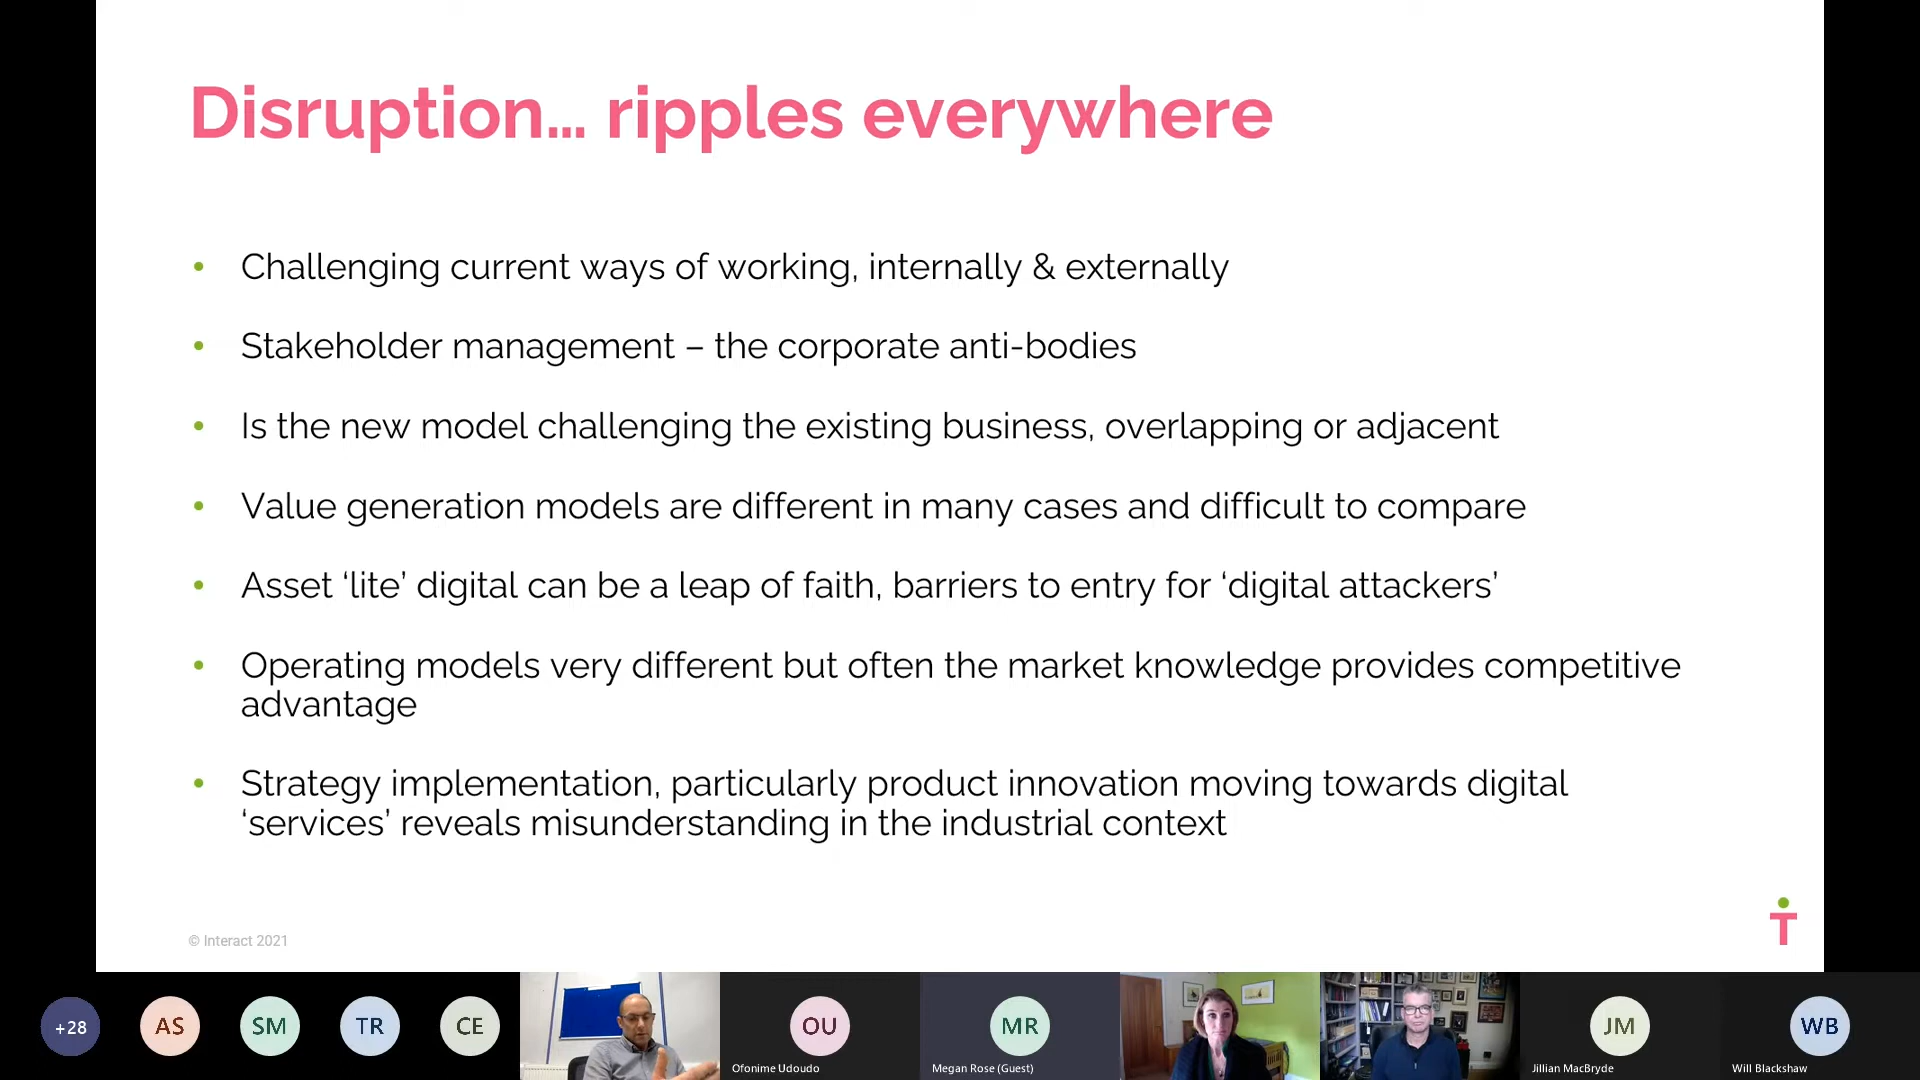 Disruption... ripples everywhere
• Challenging current ways of working, internally & externally
• Stakeholder management – the corporate anti-bodies
• Is the new model challenging the existing business, overlapping or adjacent
• Value generation models are different in many cases and difficult to compare
• Asset ‘lite’ digital can be a leap of faith, barriers to entry for ‘digital attackers’
• Operating models very different but often the market knowledge provides competitive
advantage
• Strategy implementation, particularly product innovation moving towards digital
‘services’ reveals misunderstanding in the industrial context
© Interact 2021
+28
AS
SM
TR
CE
OU
Ofonime Udoudo
MR
Megan Rose (Guest)
JM
Jillian MacBryde
WB
Will Blackshaw